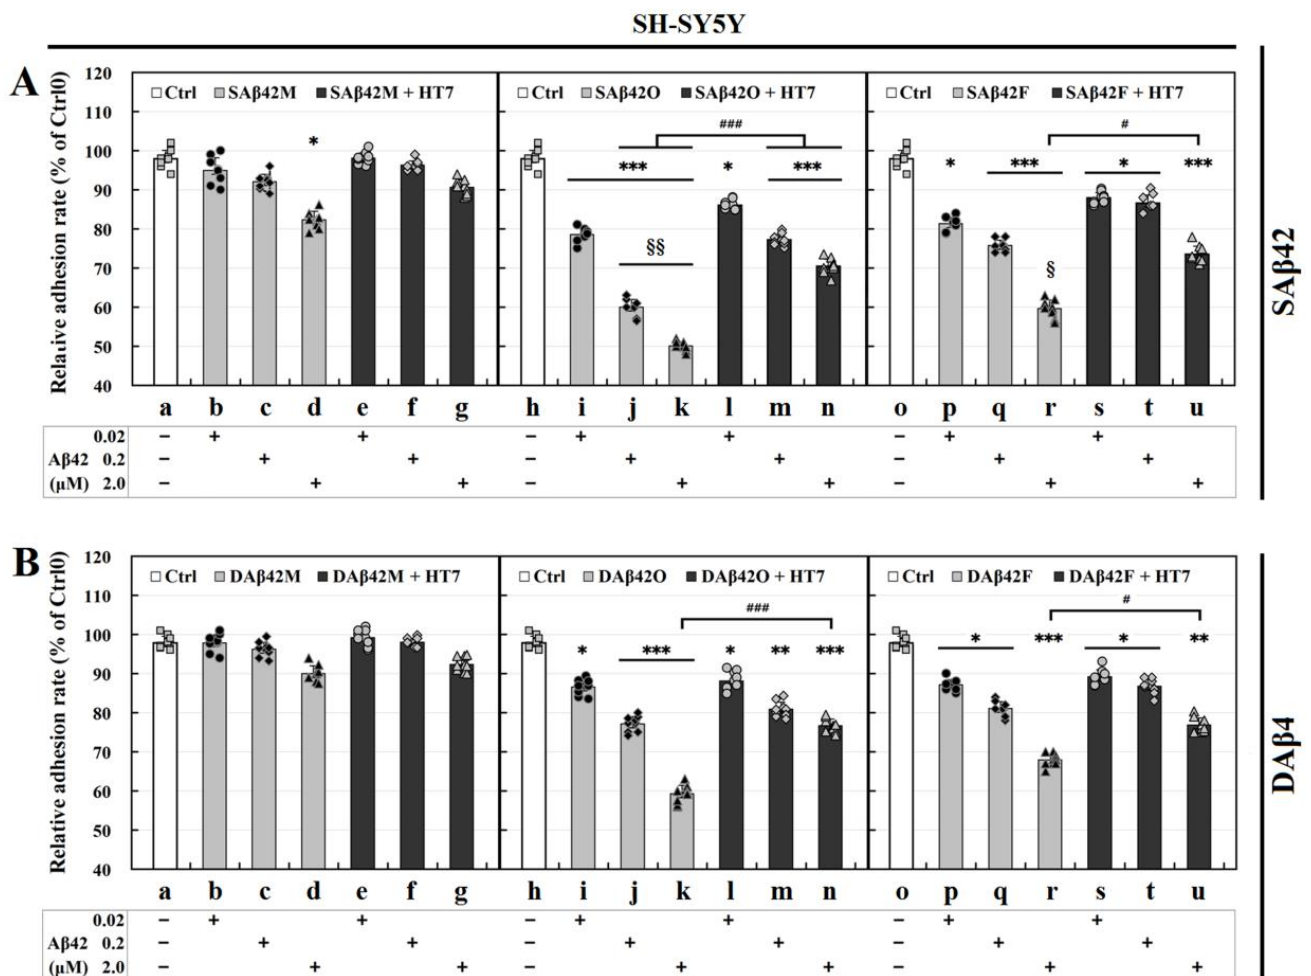 SH-SY5Y
A
Relative adhesion rate (% of Ctrl0)
120
110
100
90
80
70
60
50
40
Ctrl SAβ42M SAβ42M + HT7
*
Ctrl SAβ42O SAβ42O + HT7
###
*** * ***
§§
Ctrl SAβ42F SAβ42F + HT7
#
* *** * ***
§
a b c d e f g h i j k l m n o p q r s t u
0.02 − + + − + + − + +
Aβ42 0.2 − + + − + + − + +
(μM) 2.0 − + + − + + − + +
SAβ42
B
Relative adhesion rate (% of Ctrl0)
120
110
100
90
80
70
60
50
40
Ctrl DAβ42M DAβ42M + HT7
Ctrl DAβ42O DAβ42O + HT7
###
* *** * ** ***
Ctrl DAβ42F DAβ42F + HT7
#
* *** * **
a b c d e f g h i j k l m n o p q r s t u
0.02 − + + − + + − + +
Aβ42 0.2 − + + − + + − + +
(μM) 2.0 − + + − + + − + +
DAβ4